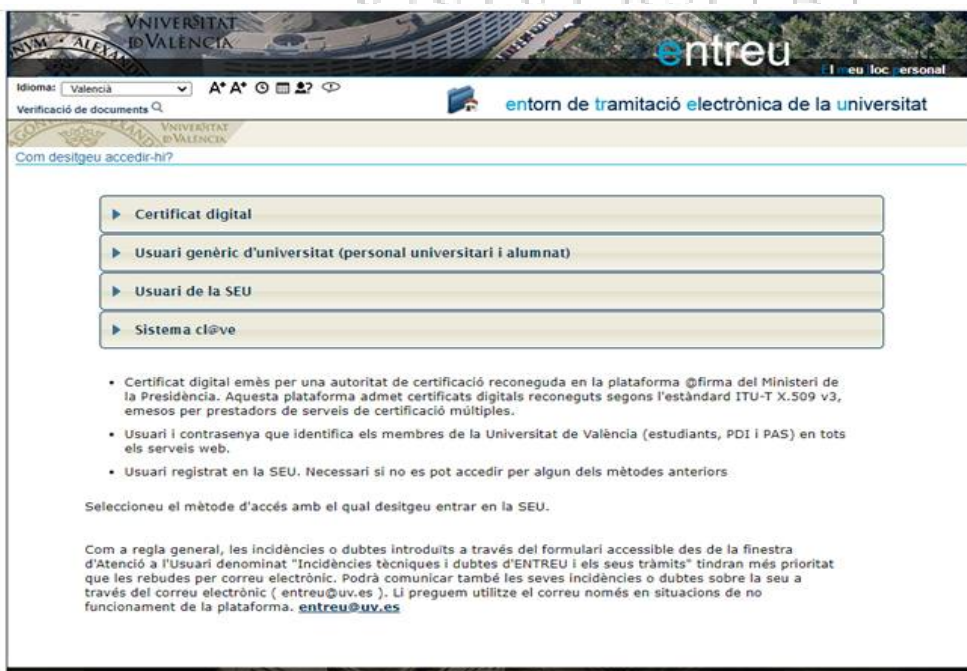 VNIVERSITAT
ID VALÈNCIA
entreu
El meu lloc personal
Idioma: Valencià A+ A+
Verificació de documents
entorn de tramitació electrònica de la universitat
VNIVERSITAT
ID VALÈNCIA
Com desitgeu accedir-hi?
Certificat digital
Usuari genèric d'universitat (personal universitari i alumnat)
Usuari de la SEU
Sistema cl@ve
• Certificat digital emès per una autoritat de certificació reconeguda en la plataforma @firma del Ministeri de
la Presidència. Aquesta plataforma admet certificats digitals reconeguts segons l'estàndard ITU-T X.509 v3,
emesos per prestadors de serveis de certificació múltiples.
• Usuari i contrasenya que identifica els membres de la Universitat de València (estudiants, PDI i PAS) en tots
els serveis web.
• Usuari registrat en la SEU. Necessari si no es pot accedir per algun dels mètodes anteriors
Seleccioneu el mètode d'accés amb el qual desitgeu entrar en la SEU.
Com a regla general, les incidències o dubtes introduïts a través del formulari accessible des de la finestra
d'Atenció a l'Usuari denominat "Incidències tècniques i dubtes d'ENTREU i els seus tràmits" tindran més prioritat
que les rebudes per correu electrònic. Podrà comunicar també les seves incidències o dubtes sobre la seu a
través del correu electrònic ( entreu@uv.es ). Li preguem utilitze el correu només en situacions de no
funcionament de la plataforma. entreu@uv.es